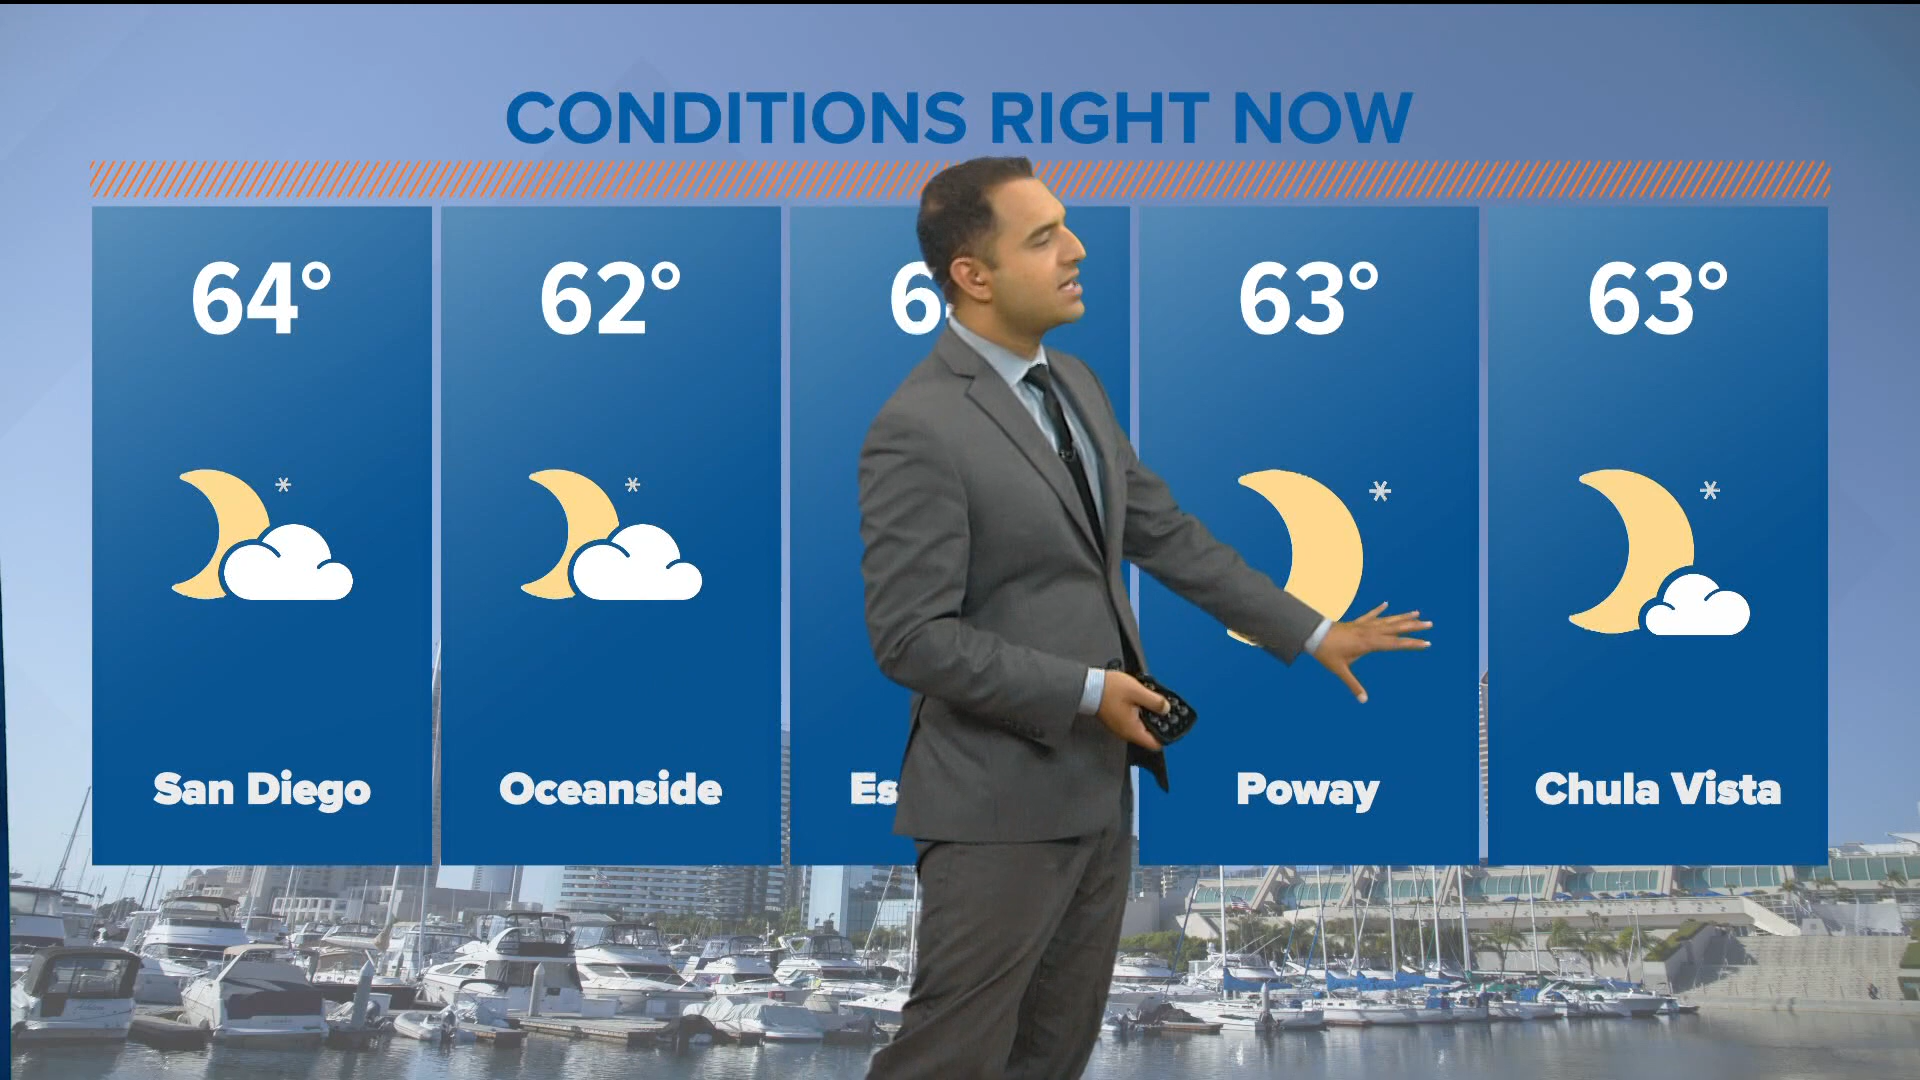 CONDITIONS RIGHT NOW
64° 62° 63° 63°
San Diego Oceanside Poway Chula Vista